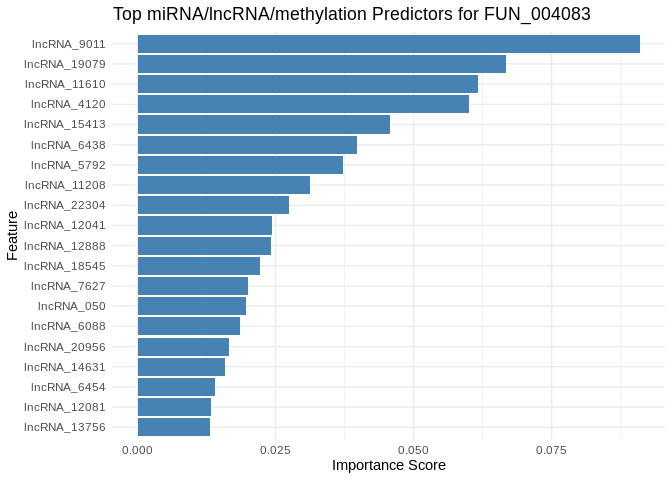 Top miRNA/lncRNA/methylation Predictors for FUN_004083
lncRNA_9011
lncRNA_19079
lncRNA_11610
lncRNA_4120
lncRNA_15413
lncRNA_6438
lncRNA_5792
lncRNA_11208
lncRNA_22304
lncRNA_12041
lncRNA_12888
lncRNA_18545
lncRNA_7627
lncRNA_050
lncRNA_6088
lncRNA_20956
lncRNA_14631
lncRNA_6454
lncRNA_12081
lncRNA_13756
Feature
0.000 0.025 0.050 0.075
Importance Score